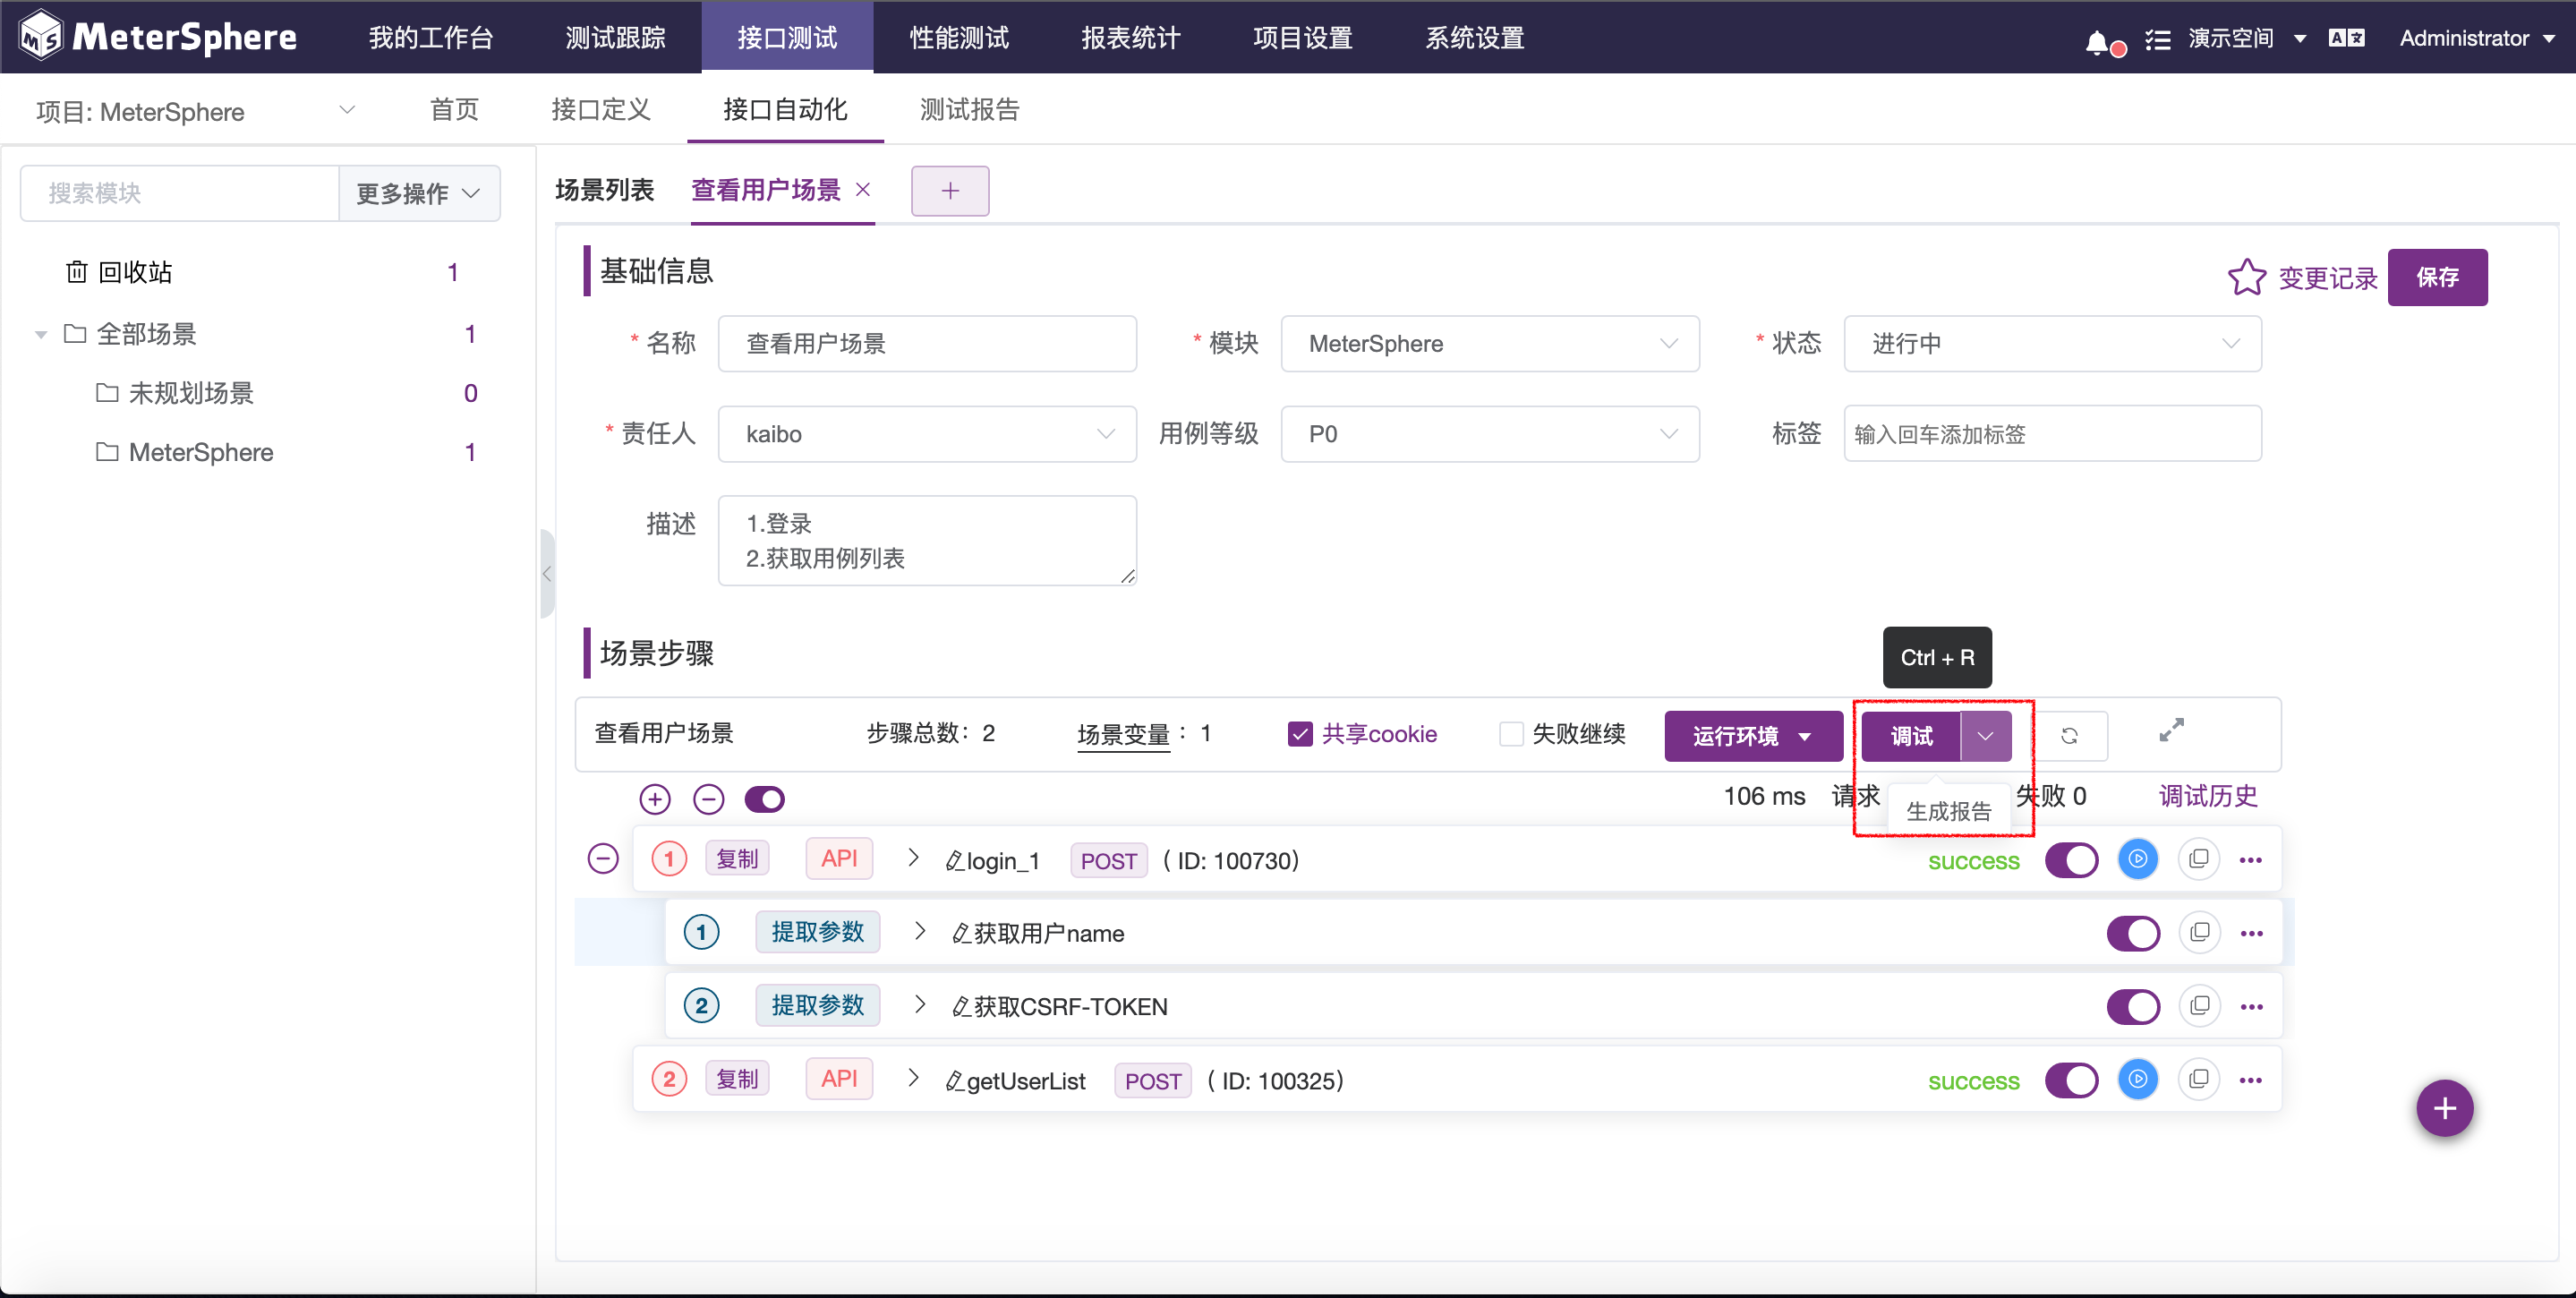 MeterSphere 我的工作台 测试跟踪 接口测试 性能测试 报表统计 项目设置 系统设置 演示空间 Administrator
项目: MeterSphere 首页 接口定义 接口自动化 测试报告
搜索模块 更多操作
回收站 1
全部场景 1
未规划场景 0
MeterSphere 1
场景列表 查看用户场景 × +
基础信息
变更记录 保存
* 名称 查看用户场景 * 模块 MeterSphere * 状态 进行中
* 责任人 kaibo 用例等级 P0 标签 输入回车添加标签
描述 1.登录
2.获取用例列表
场景步骤
Ctrl + R
查看用户场景 步骤总数: 2 场景变量 : 1 共享cookie 失败继续 运行环境 调试
106 ms 请求 生成报告 失败 0 调试历史
1 复制 API login_1 POST ( ID: 100730) success
1 提取参数 获取用户name
2 提取参数 获取CSRF-TOKEN
2 复制 API getUserList POST ( ID: 100325) success